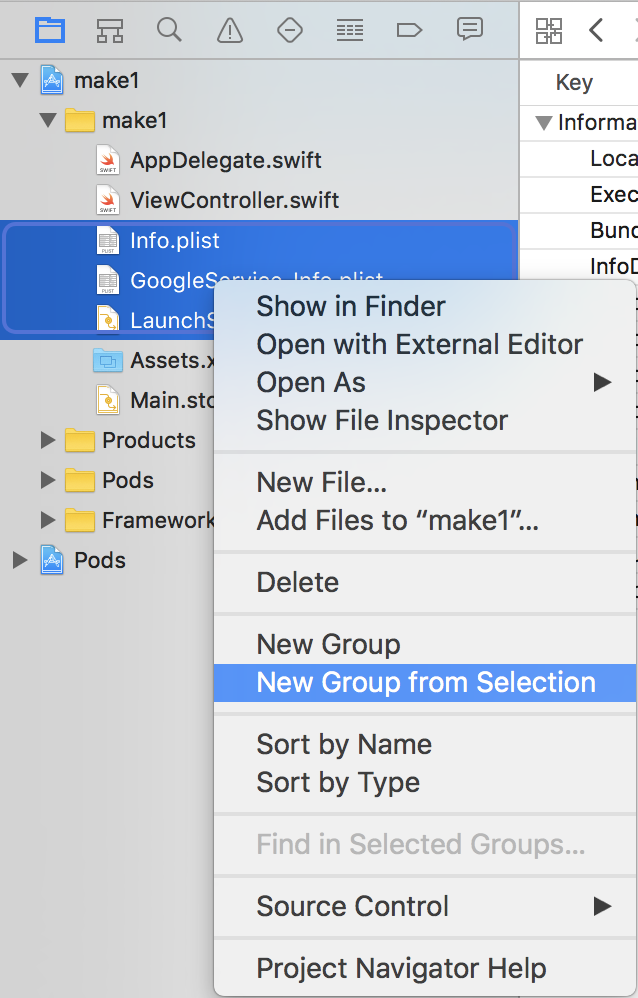 make1
Key
make1
Informa
AppDelegate.swift
Loca
ViewController.swift
Exec
Info.plist
Bund
GoogleService-Info.plist
InfoD
LaunchS
Assets.x
Main.sto
Products
Pods
Framework
Pods
Show in Finder
Open with External Editor
Open As
Show File Inspector
New File...
Add Files to “make1”...
Delete
New Group
New Group from Selection
Sort by Name
Sort by Type
Find in Selected Groups...
Source Control
Project Navigator Help